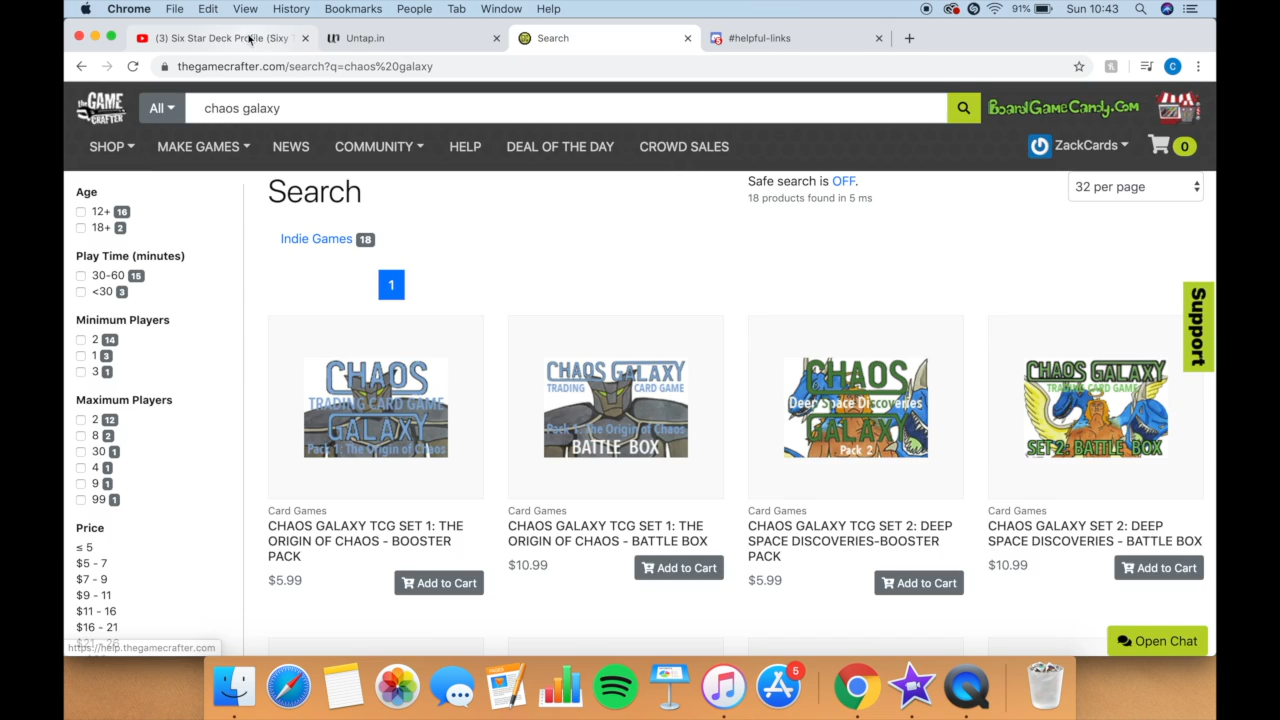 Chrome File Edit View History Bookmarks People Tab Window Help 91% Sun 10:43
(3) Six Star Deck Profile (Sixy Untap.in Search #helpful-links
thegamecrafter.com/search?q=chaos%20galaxy C
the GAME CRAFTER All chaos galaxy BoardGameCandy.Com
SHOP MAKE GAMES NEWS COMMUNITY HELP DEAL OF THE DAY CROWD SALES ZackCards 0
Age
12+ 16
18+ 2
Play Time (minutes)
30-60 15
<30 3
Minimum Players
2 14
1 3
3 1
Maximum Players
2 12
8 2
30 1
4 1
9 1
99 1
Price
≤ 5
$5 - 7
$7 - 9
$9 - 11
$11 - 16
$16 - 21
https://help.thegamecrafter.com
Search
Safe search is OFF.
18 products found in 5 ms
32 per page
Indie Games 18
1
Support
CHAOS
TRADING CARD GAME
GALAXY
Pack 1: The Origin of Chaos
Card Games
CHAOS GALAXY TCG SET 1: THE
ORIGIN OF CHAOS - BOOSTER
PACK
$5.99 Add to Cart
CHAOS GALAXY
TRADING CARD GAME
Pack 1: The Origin of Chaos
BATTLE BOX
Card Games
CHAOS GALAXY TCG SET 1: THE
ORIGIN OF CHAOS - BATTLE BOX
$10.99 Add to Cart
CHAOS
Deep Space Discoveries
GALAXY
Pack 2
Card Games
CHAOS GALAXY TCG SET 2: DEEP
SPACE DISCOVERIES-BOOSTER
PACK
$5.99 Add to Cart
CHAOS GALAXY
TRADING CARD GAME
SET 2: BATTLE BOX
Card Games
CHAOS GALAXY SET 2: DEEP
SPACE DISCOVERIES - BATTLE BOX
$10.99 Add to Cart
Open Chat
5